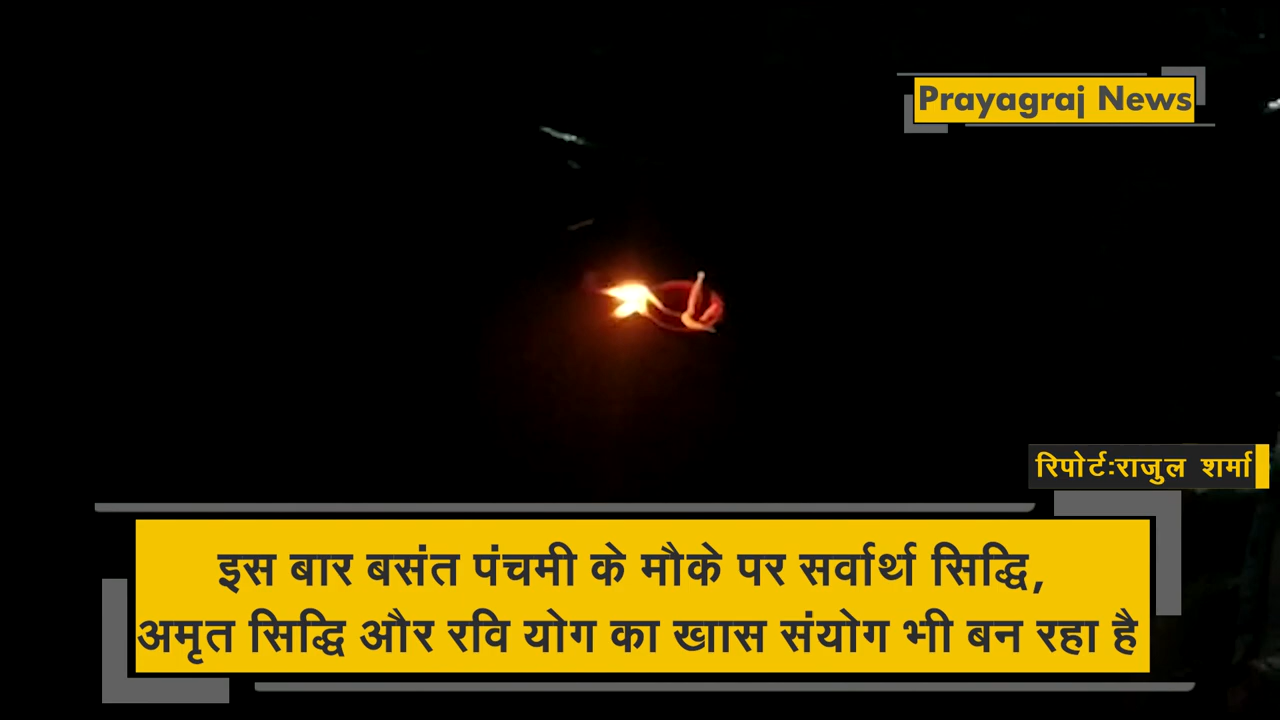 Prayagraj News
रिपोर्ट:राजुल शर्मा
इस बार बसंत पंचमी के मौके पर सर्वार्थ सिद्धि,
अमृत सिद्धि और रवि योग का खास संयोग भी बन रहा है